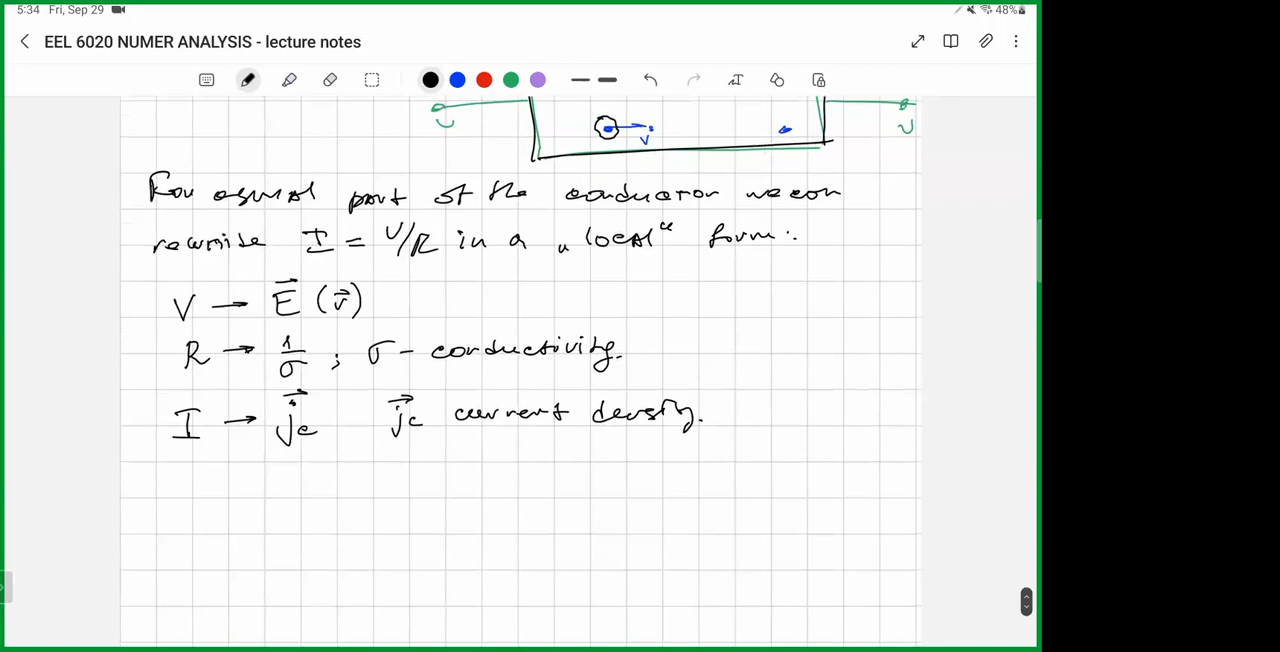 5:34 Fri, Sep 29
48%
EEL 6020 NUMER ANALYSIS - lecture notes
U
V
U
For a small part of the conductor we can
rewrite I = U/R in a „local“ form:
V → E⃗ (r⃗)
R → 1/σ ; σ - conductivity.
I → j⃗c j⃗c current density.